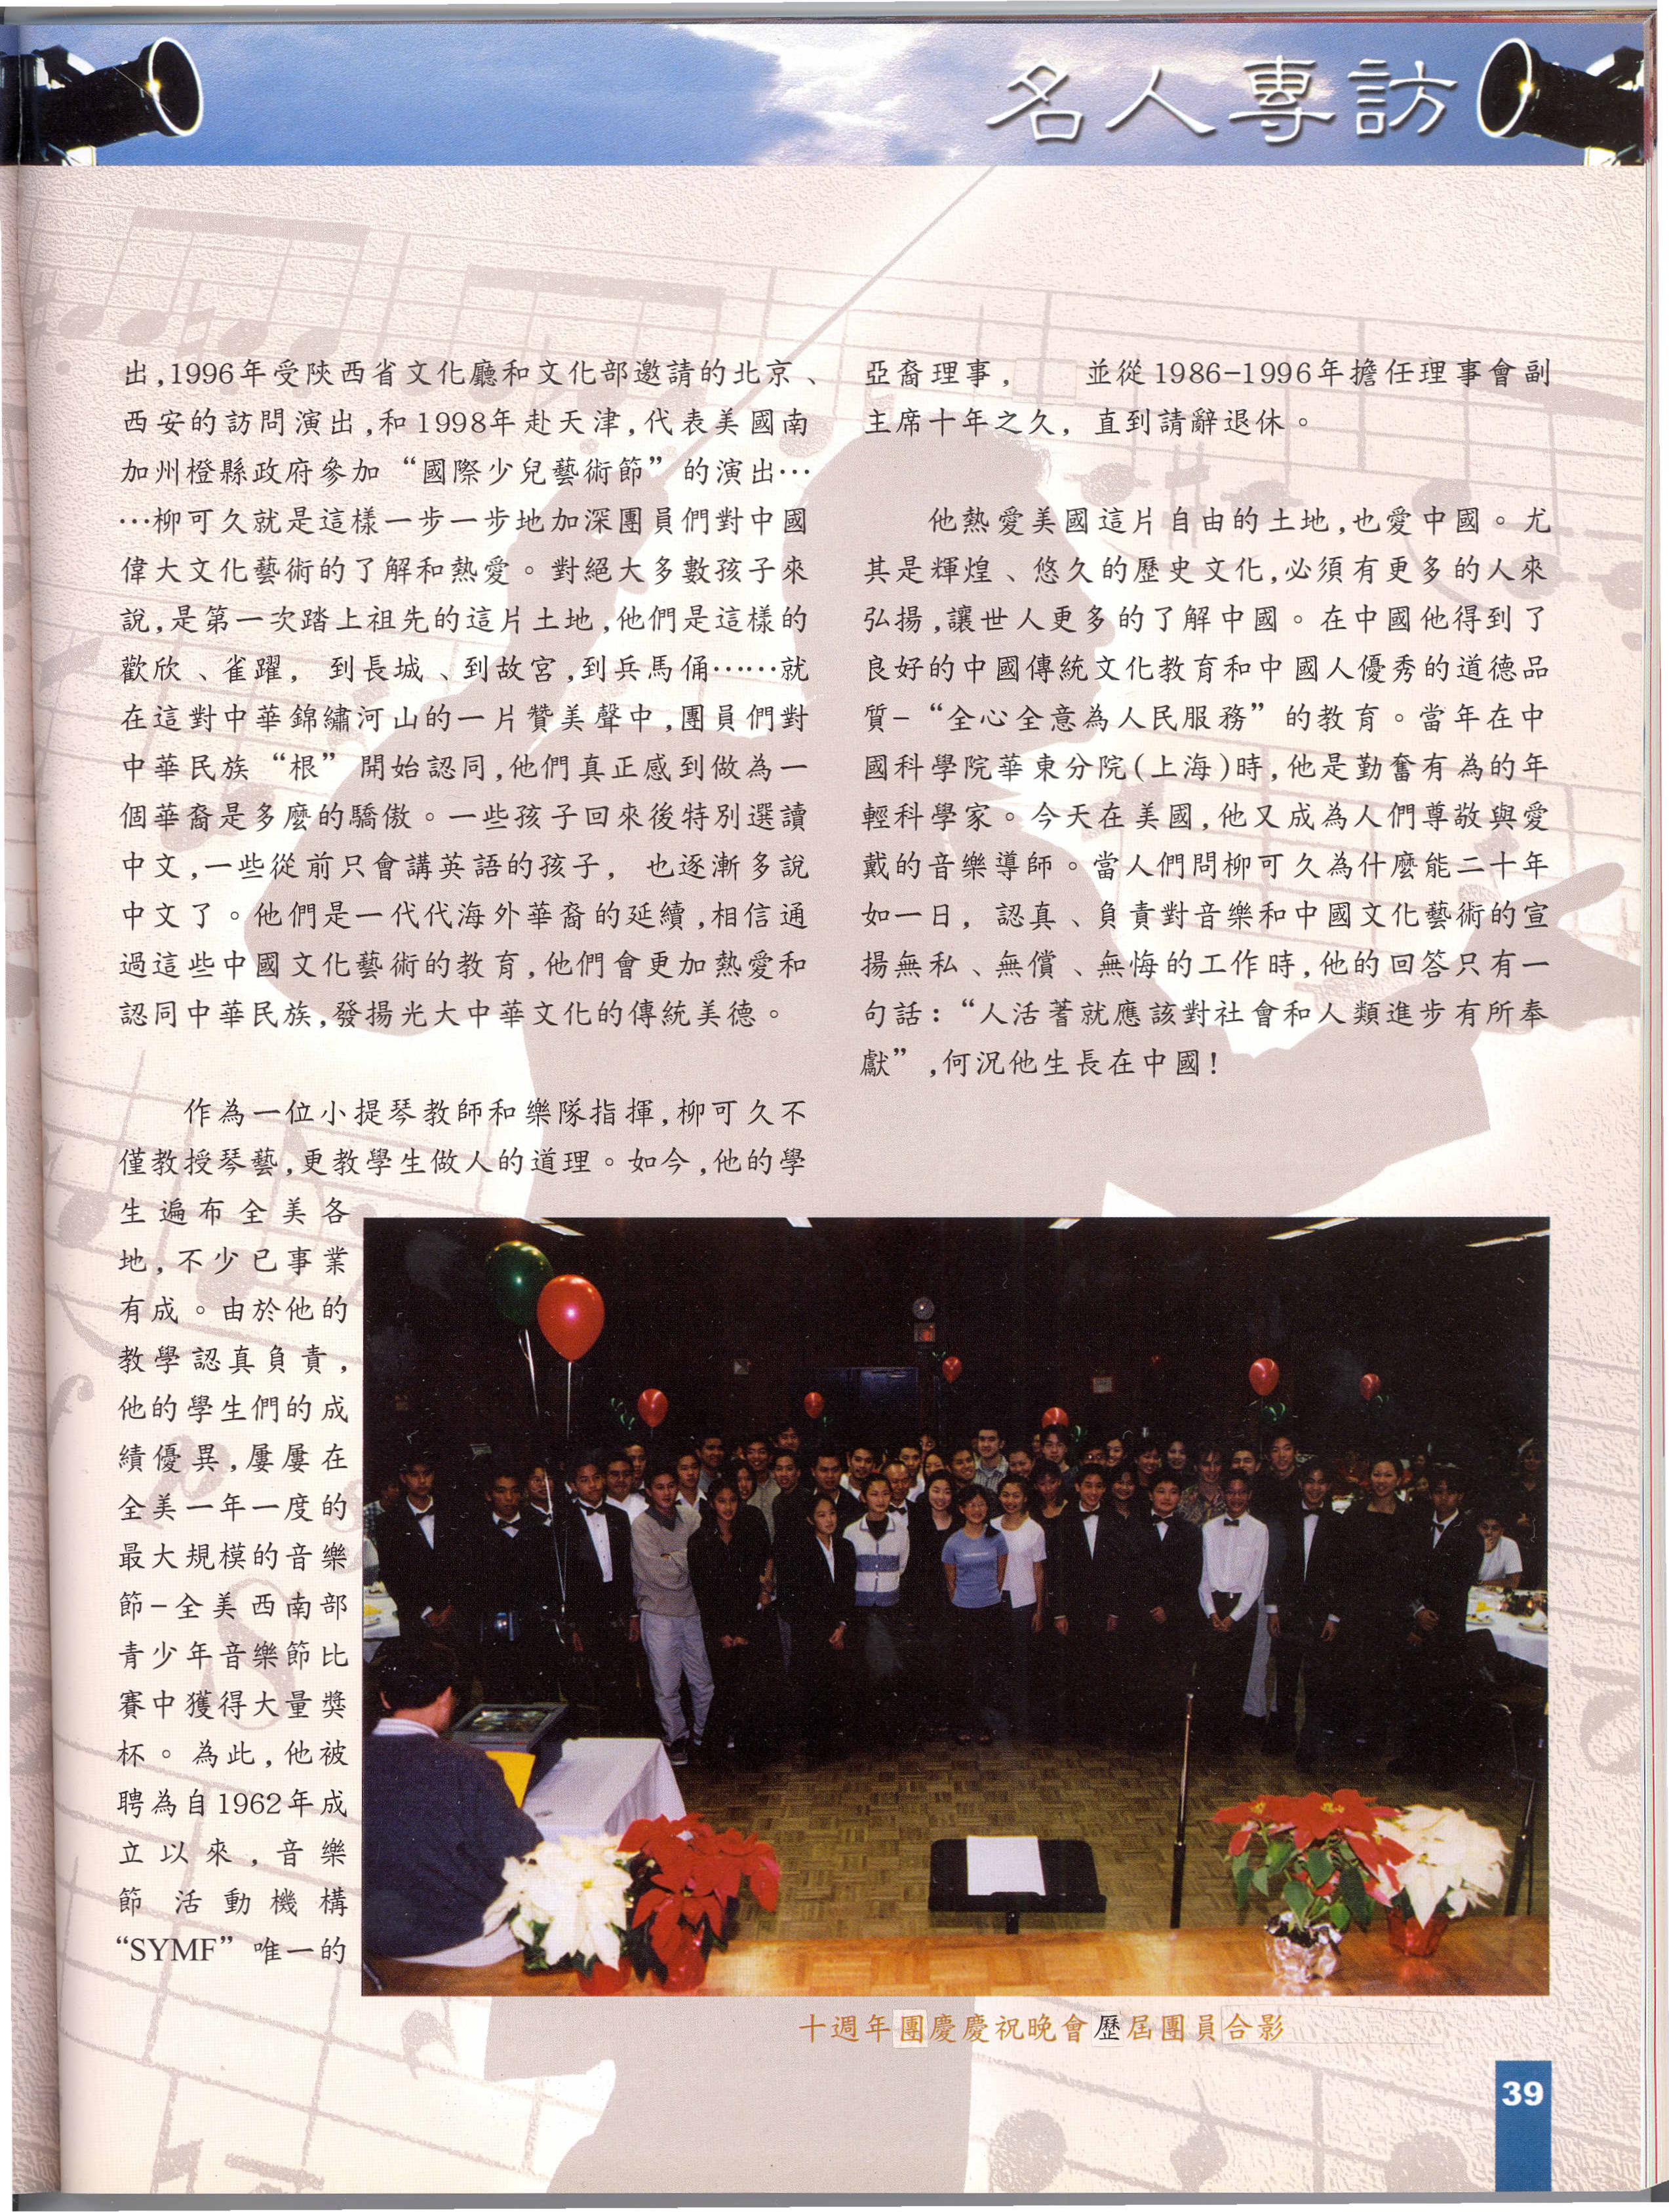 名人專訪
出,1996年受陝西省文化廳和文化部邀請的北京、
西安的訪問演出,和1998年赴天津,代表美國南
加州橙縣政府參加“國際少兒藝術節”的演出…
…柳可久就是這樣一步一步地加深團員們對中國
偉大文化藝術的了解和熱愛。對絕大多數孩子來
說,是第一次踏上祖先的這片土地,他們是這樣的
歡欣、雀躍, 到長城、到故宮,到兵馬俑……就
在這對中華錦繡河山的一片贊美聲中,團員們對
中華民族“根”開始認同,他們真正感到做為一
個華裔是多麼的驕傲。一些孩子回來後特別選讀
中文,一些從前只會講英語的孩子, 也逐漸多說
中文了。他們是一代代海外華裔的延續,相信通
過這些中國文化藝術的教育,他們會更加熱愛和
認同中華民族,發揚光大中華文化的傳統美德。
作為一位小提琴教師和樂隊指揮,柳可久不
僅教授琴藝,更教學生做人的道理。如今,他的學
生遍布全美各
地,不少已事業
有成。由於他的
教學認真負責,
他的學生們的成
績優異,屢屢在
全美一年一度的
最大規模的音樂
節-全美西南部
青少年音樂節比
賽中獲得大量獎
杯。為此,他被
聘為自1962年成
立以來,音樂
節活動機構
“SYMF”唯一的
亞裔理事, 並從1986-1996年擔任理事會副
主席十年之久, 直到請辭退休。
他熱愛美國這片自由的土地,也愛中國。尤
其是輝煌、悠久的歷史文化,必須有更多的人來
弘揚,讓世人更多的了解中國。在中國他得到了
良好的中國傳統文化教育和中國人優秀的道德品
質-“全心全意為人民服務”的教育。當年在中
國科學院華東分院(上海)時,他是勤奮有為的年
輕科學家。今天在美國,他又成為人們尊敬與愛
戴的音樂導師。當人們問柳可久為什麼能二十年
如一日, 認真、負責對音樂和中國文化藝術的宣
揚無私、無償、無悔的工作時,他的回答只有一
句話:“人活著就應該對社會和人類進步有所奉
獻”,何況他生長在中國!
十週年團慶慶祝晚會歷屆團員合影
39